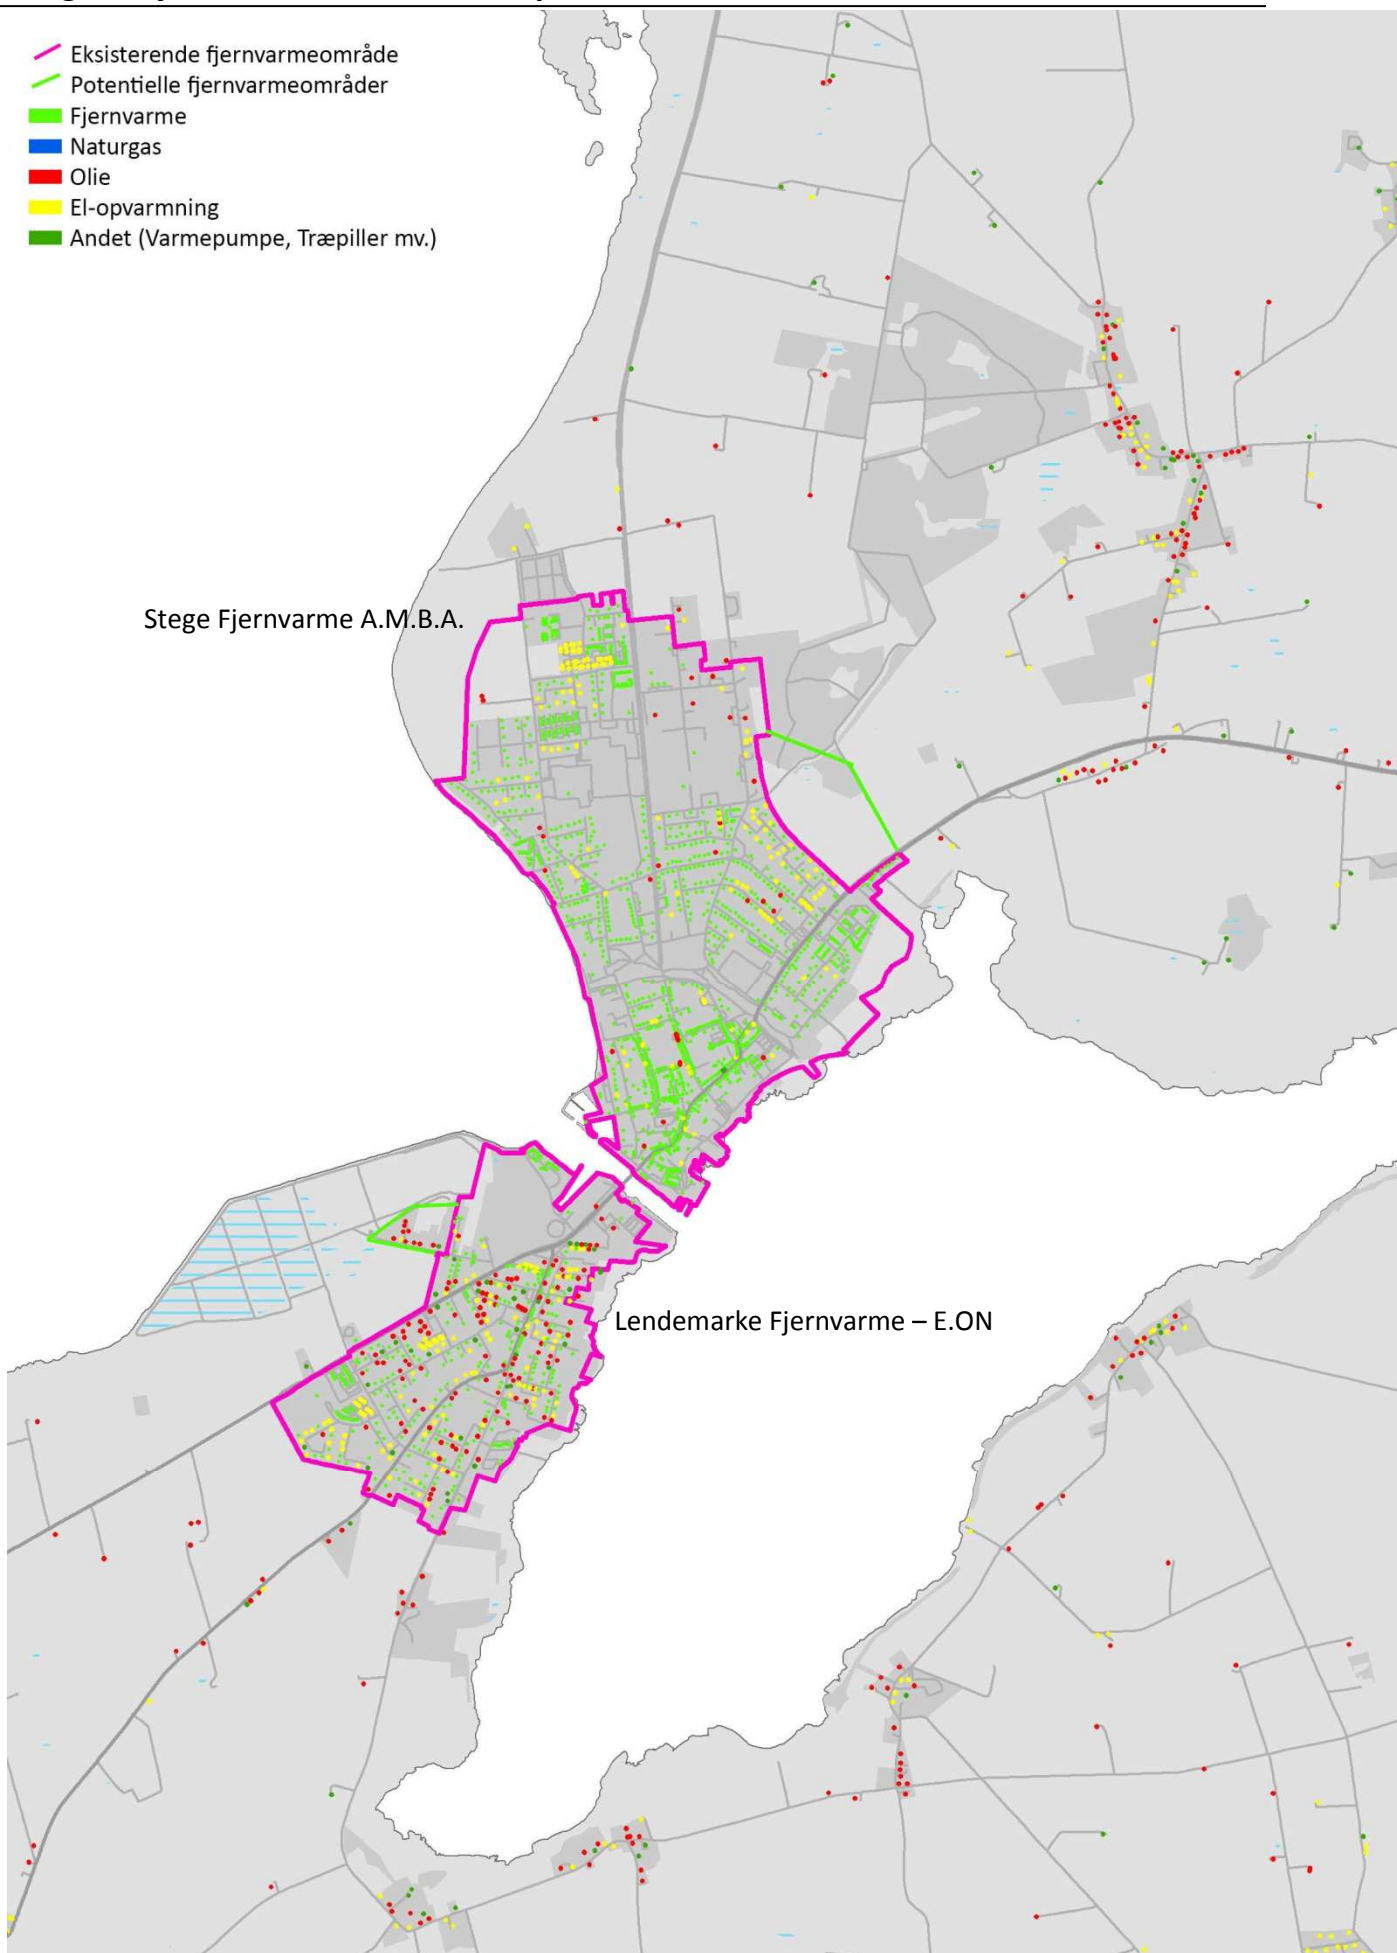 Eksisterende fjernvarmeområde
Potentielle fjernvarmeområder
Fjernvarme
Naturgas
Olie
El-opvarmning
Andet (Varmepumpe, Træpiller mv.)
Stege Fjernvarme A.M.B.A.
Lendemarke Fjernvarme – E.ON